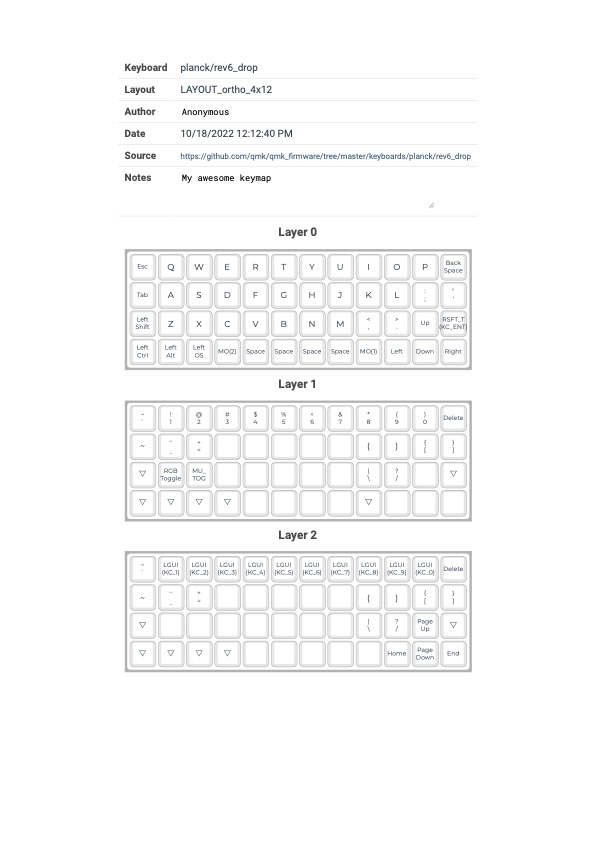 Keyboard planck/rev6_drop
Layout LAYOUT_ortho_4x12
Author Anonymous
Date 10/18/2022 12:12:40 PM
Source https://github.com/qmk/qmk_firmware/tree/master/keyboards/planck/rev6_drop
Notes My awesome keymap
Layer 0
Esc Q W E R T Y U I O P Back Space
Tab A S D F G H J K L : ; " '
Left Shift Z X C V B N M < , > . Up RSFT_T (KC_ENT)
Left Ctrl Left Alt Left OS MO(2) Space Space Space Space MO(1) Left Down Right
Layer 1
~ ` ! 1 @ 2 # 3 $ 4 % 5 ^ 6 & 7 * 8 ( 9 ) 0 Delete
~ _ - + = { } { [ } ]
▽ RGB Toggle MU_ TOG | \ ? / ▽
▽ ▽ ▽ ▽ ▽
Layer 2
~ ` LGUI (KC_1) LGUI (KC_2) LGUI (KC_3) LGUI (KC_4) LGUI (KC_5) LGUI (KC_6) LGUI (KC_7) LGUI (KC_8) LGUI (KC_9) LGUI (KC_0) Delete
~ _ - + = { } { [ } ]
▽ | \ ? / Page Up ▽
▽ ▽ ▽ ▽ Home Page Down End